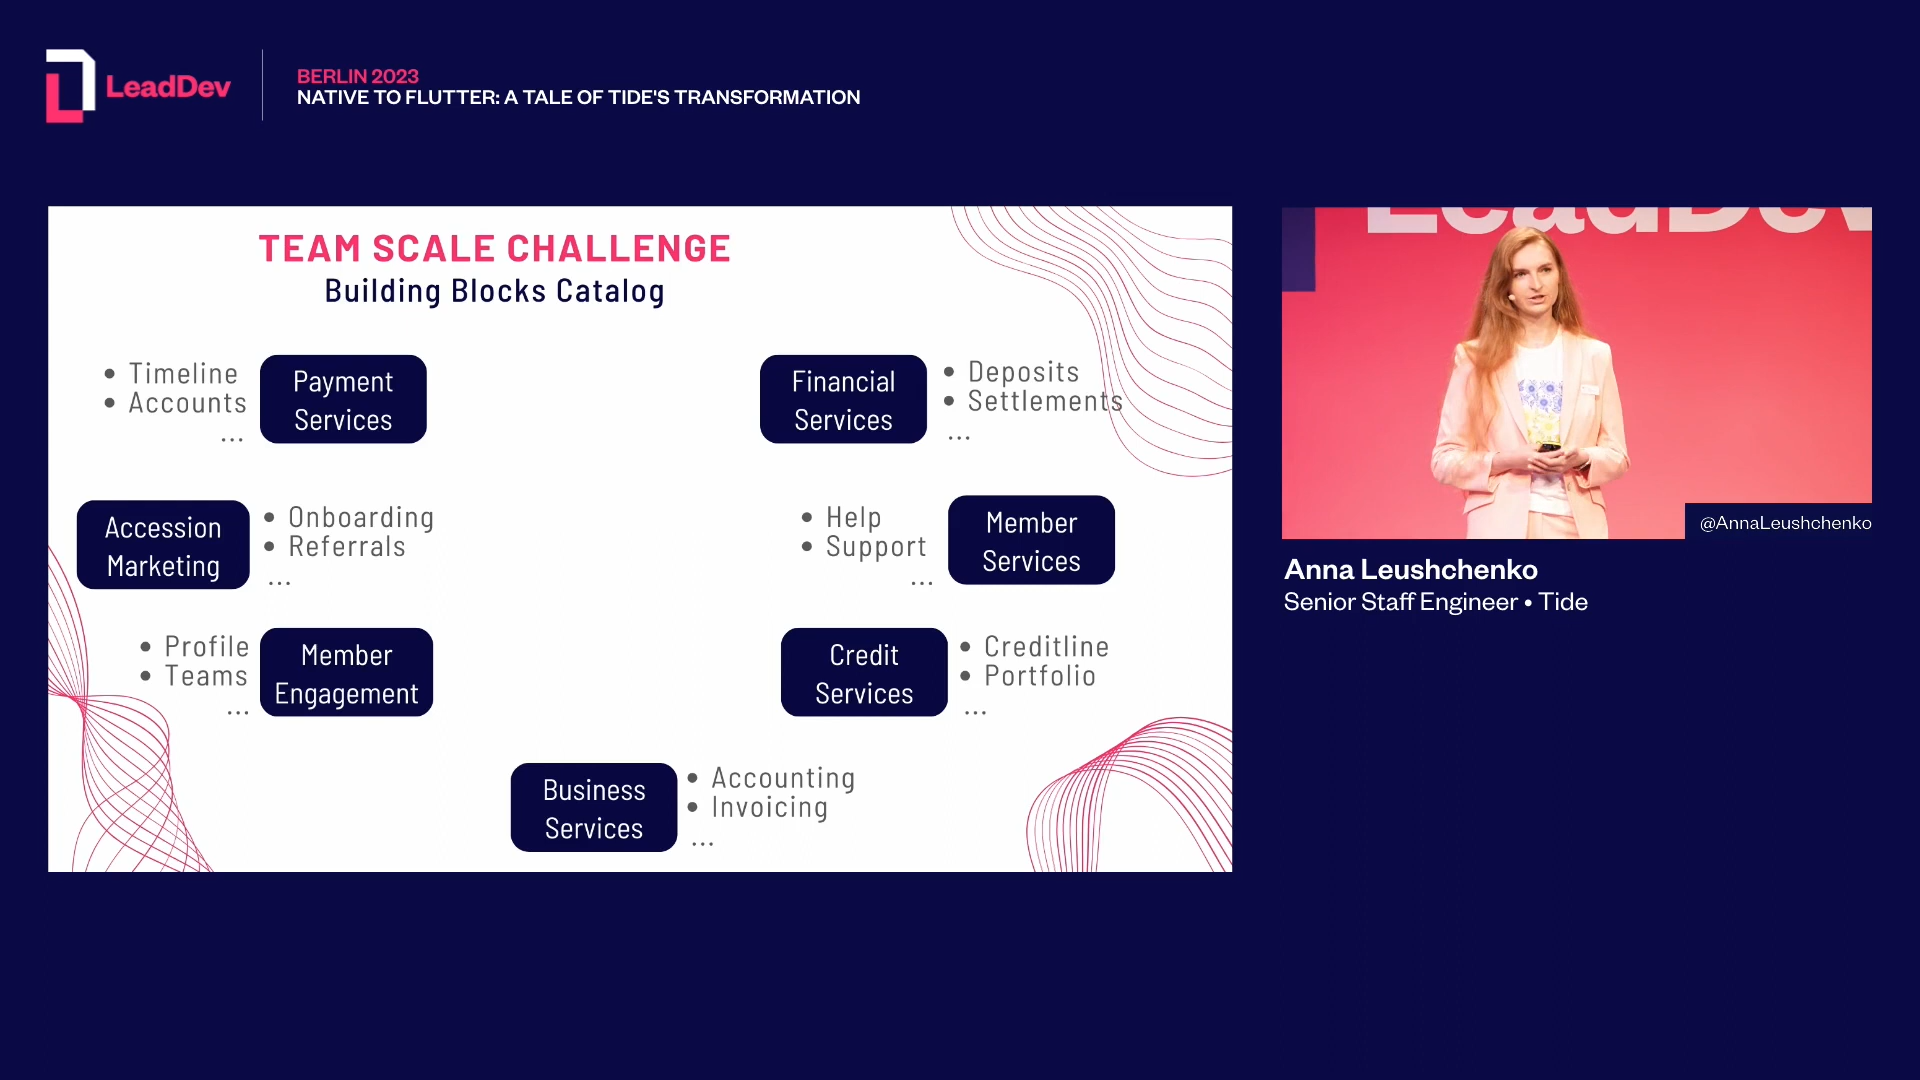 LeadDev
BERLIN 2023
NATIVE TO FLUTTER: A TALE OF TIDE'S TRANSFORMATION
TEAM SCALE CHALLENGE
Building Blocks Catalog
• Timeline
• Accounts
...
Payment
Services
Financial
Services
• Deposits
• Settlements
...
Accession
Marketing
• Onboarding
• Referrals
...
• Help
• Support
...
Member
Services
• Profile
• Teams
...
Member
Engagement
Credit
Services
• Creditline
• Portfolio
...
Business
Services
• Accounting
• Invoicing
...
LeadDev
@AnnaLeushchenko
Anna Leushchenko
Senior Staff Engineer • Tide